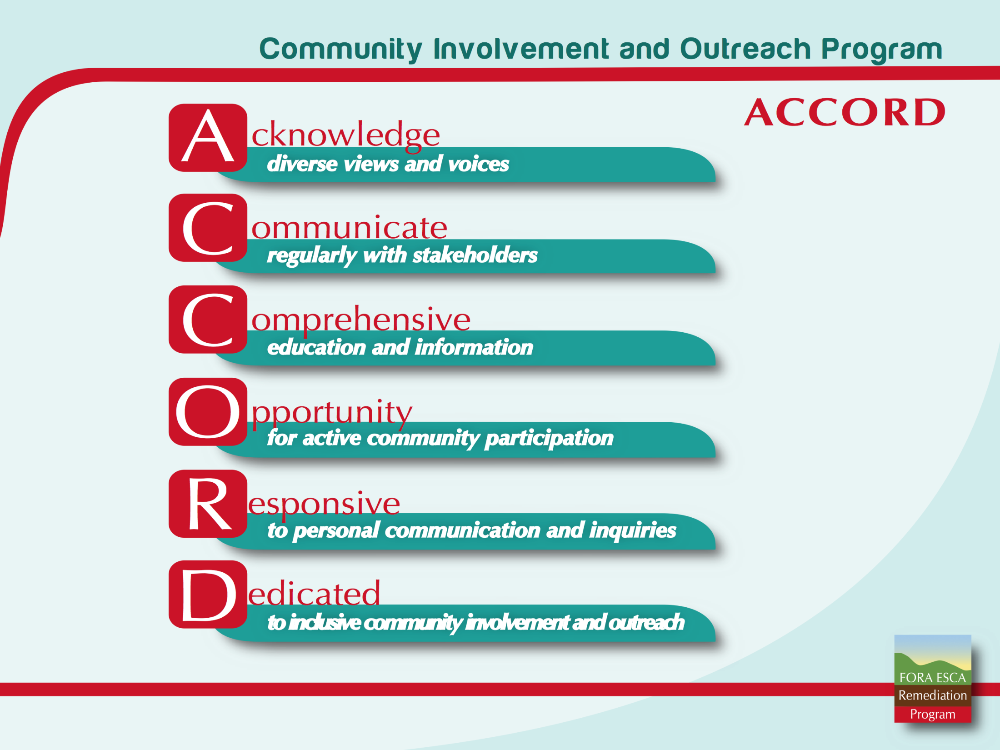 Community Involvement and Outreach Program
ACCORD
Acknowledge
diverse views and voices
Communicate
regularly with stakeholders
Comprehensive
education and information
Opportunity
for active community participation
Responsive
to personal communication and inquiries
Dedicated
to inclusive community involvement and outreach
FORA ESCA
Remediation
Program